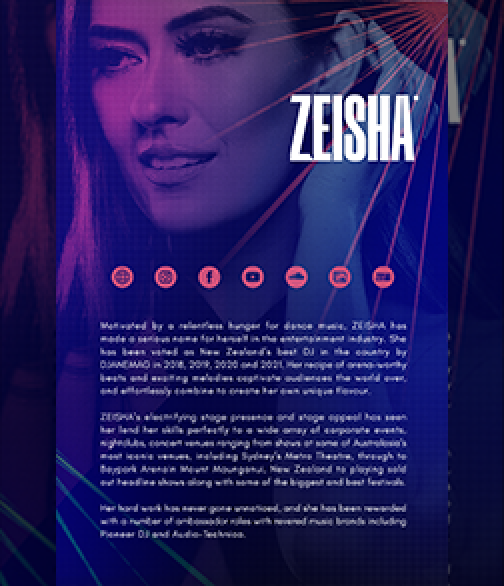 ZEISHA
Motivated by a relentless hunger for dance music, ZEISHA has
made a serious name for herself in the entertainment industry. She
has been voted as New Zealand's best DJ in the country by
DJANEMAG in 2018, 2019, 2020 and 2021. Her recipe of arena-worthy
beats and exciting melodies captivate audiences the world over,
and effortlessly combine to create her own unique flavour.
ZEISHA's electrifying stage presence and stage appeal has seen
her lend her skills perfectly to a wide array of corporate events,
nightclubs, concert venues ranging from shows at some of Australasia's
most iconic venues, including Sydney's Metro Theatre, through to
Baypark Arena in Mount Maunganui, New Zealand to playing sold
out headline shows along with some of the biggest and best festivals.
Her hard work has never gone unnoticed, and she has been rewarded
with a number of ambassador roles with revered music brands including
Pioneer DJ and Audio-Technica.